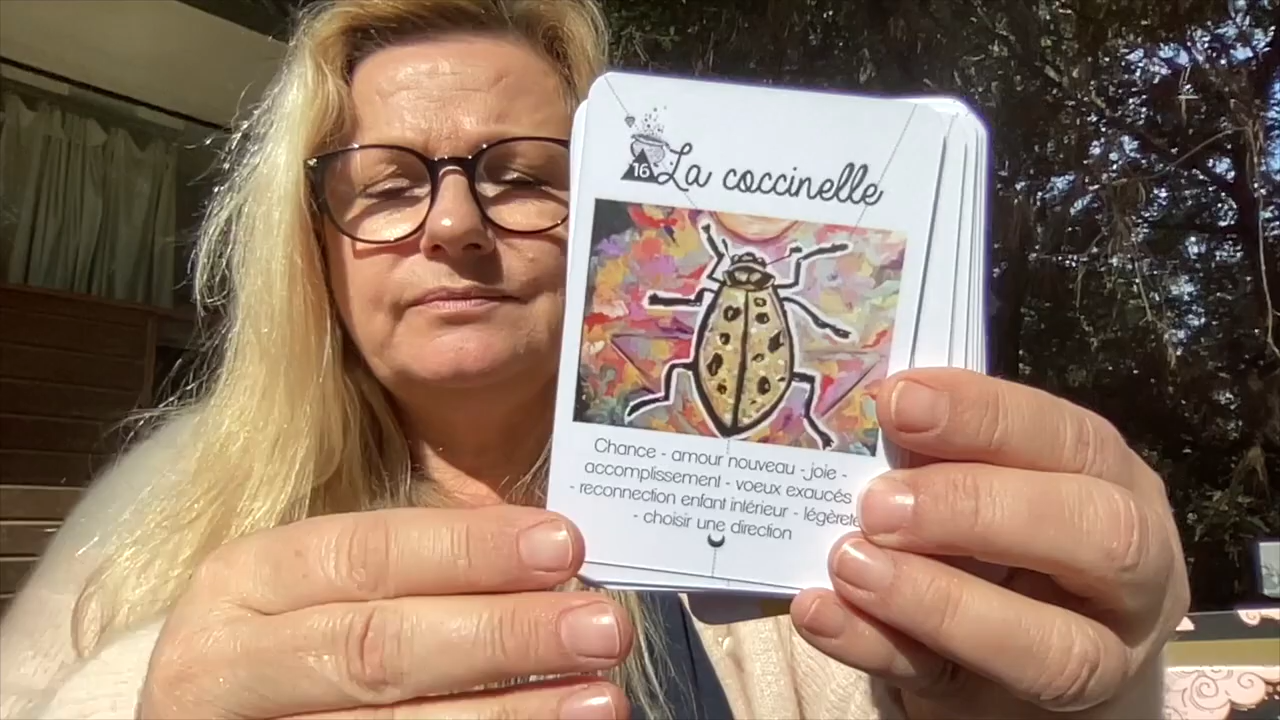 16
La coccinelle
Chance - amour nouveau - joie -
accomplissement - voeux exaucés
- reconnection enfant intérieur - légèreté
- choisir une direction